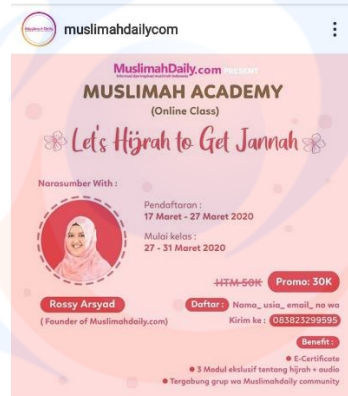 muslimahdailycom
MuslimahDaily.com PRESENT
MUSLIMAH ACADEMY
(Online Class)
Let's Hijrah to Get Jannah
Narasumber With :
Pendaftaran :
17 Maret - 27 Maret 2020
Mulai kelas :
27 - 31 Maret 2020
HTM 50K Promo: 30K
Rossy Arsyad
( Founder of Muslimahdaily.com)
Daftar : Nama_ usia_ email_ no wa
Kirim ke : 083823299595
Benefit :
E-Certificate
3 Modul ekslusif tentang hijrah + audio
Tergabung grup wa Muslimahdaily community